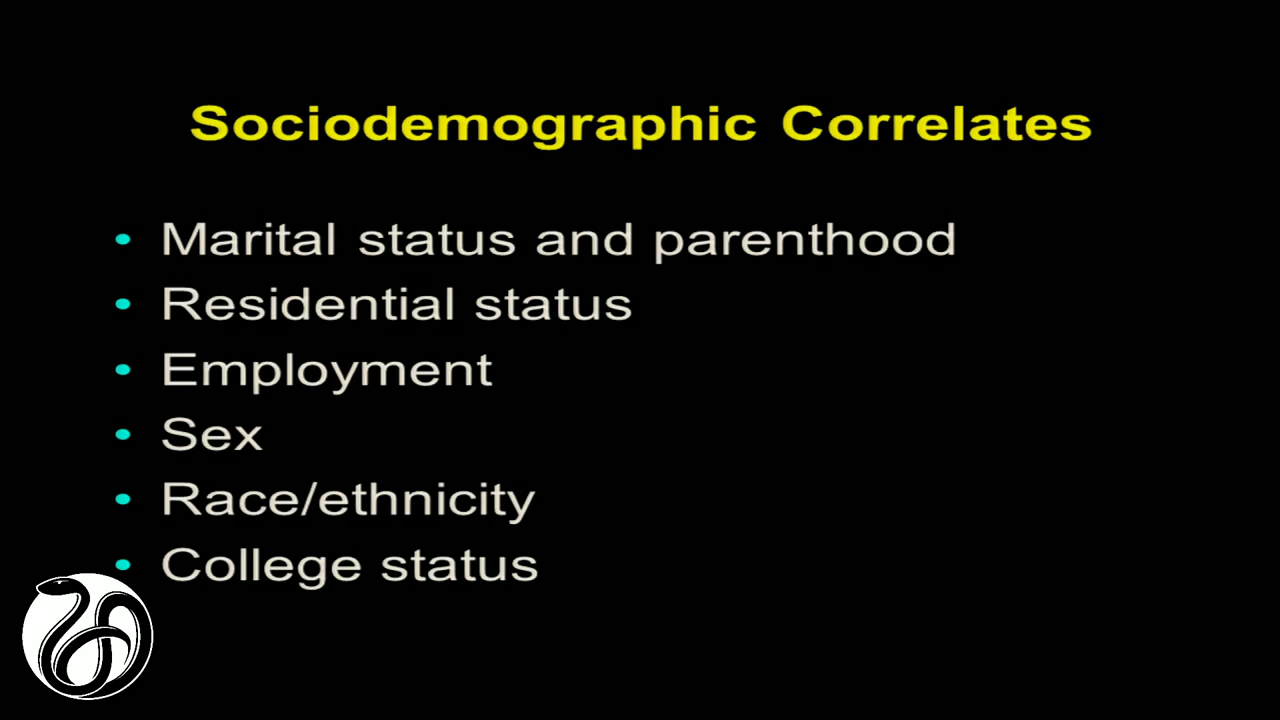 Sociodemographic Correlates
• Marital status and parenthood
• Residential status
• Employment
• Sex
• Race/ethnicity
• College status